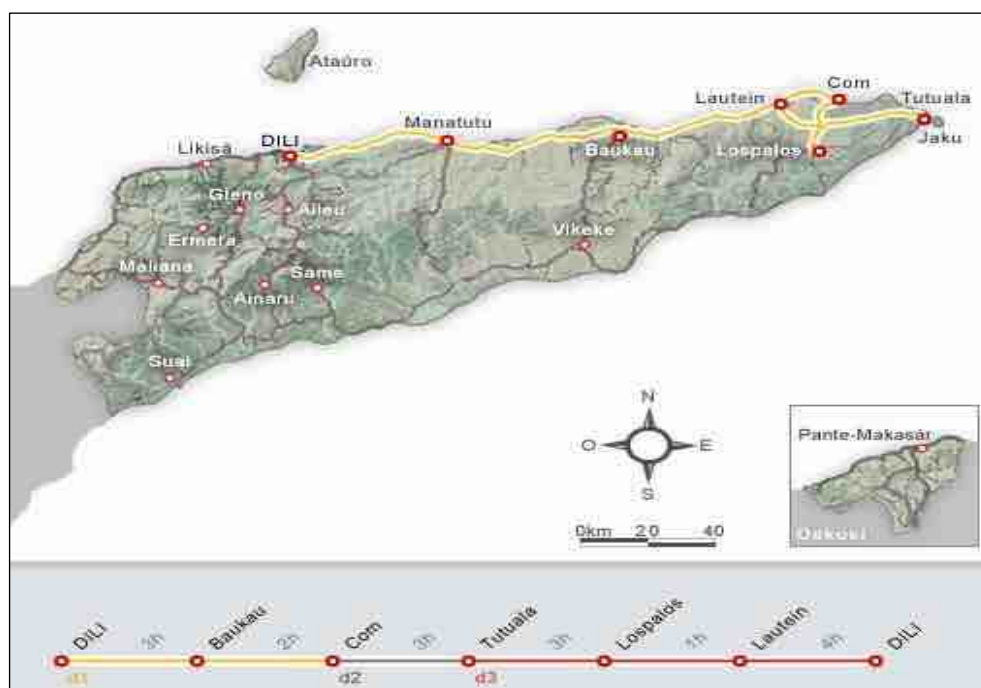 Ataúro
Com
Lautein
Tutuala
Manatutu
DILI
Likisá
Baukau
Lospalos
Jaku
Gleno
Aileu
Ermera
Vikeke
Maliana
Same
Ainaru
Suai
N
O
E
S
0km 20 40
Pante-Makasár
Oekusi
DILI 3h Baukau 2h Com 3h Tutuala 3h Lospalos 1h Lautein 4h DILI
d1 d2 d3